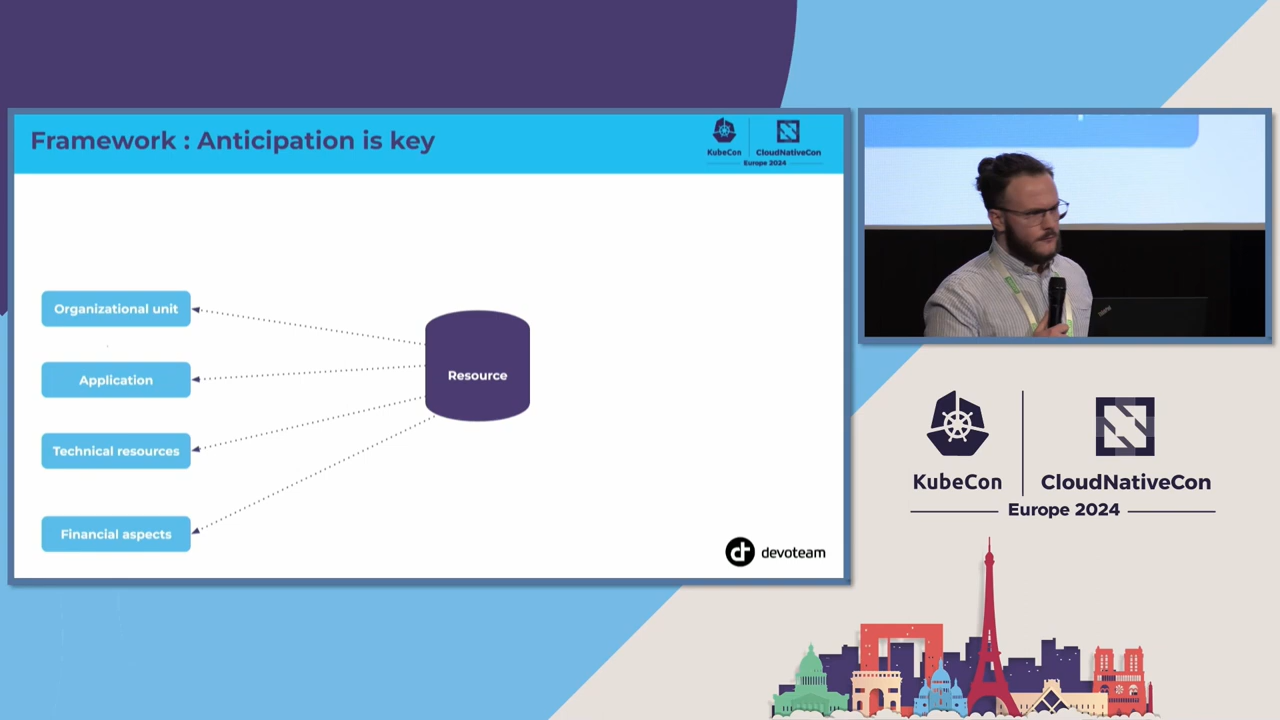 Framework : Anticipation is key
KubeCon
CloudNativeCon
Europe 2024
Organizational unit
Application
Technical resources
Financial aspects
Resource
devoteam
KubeCon
CloudNativeCon
Europe 2024